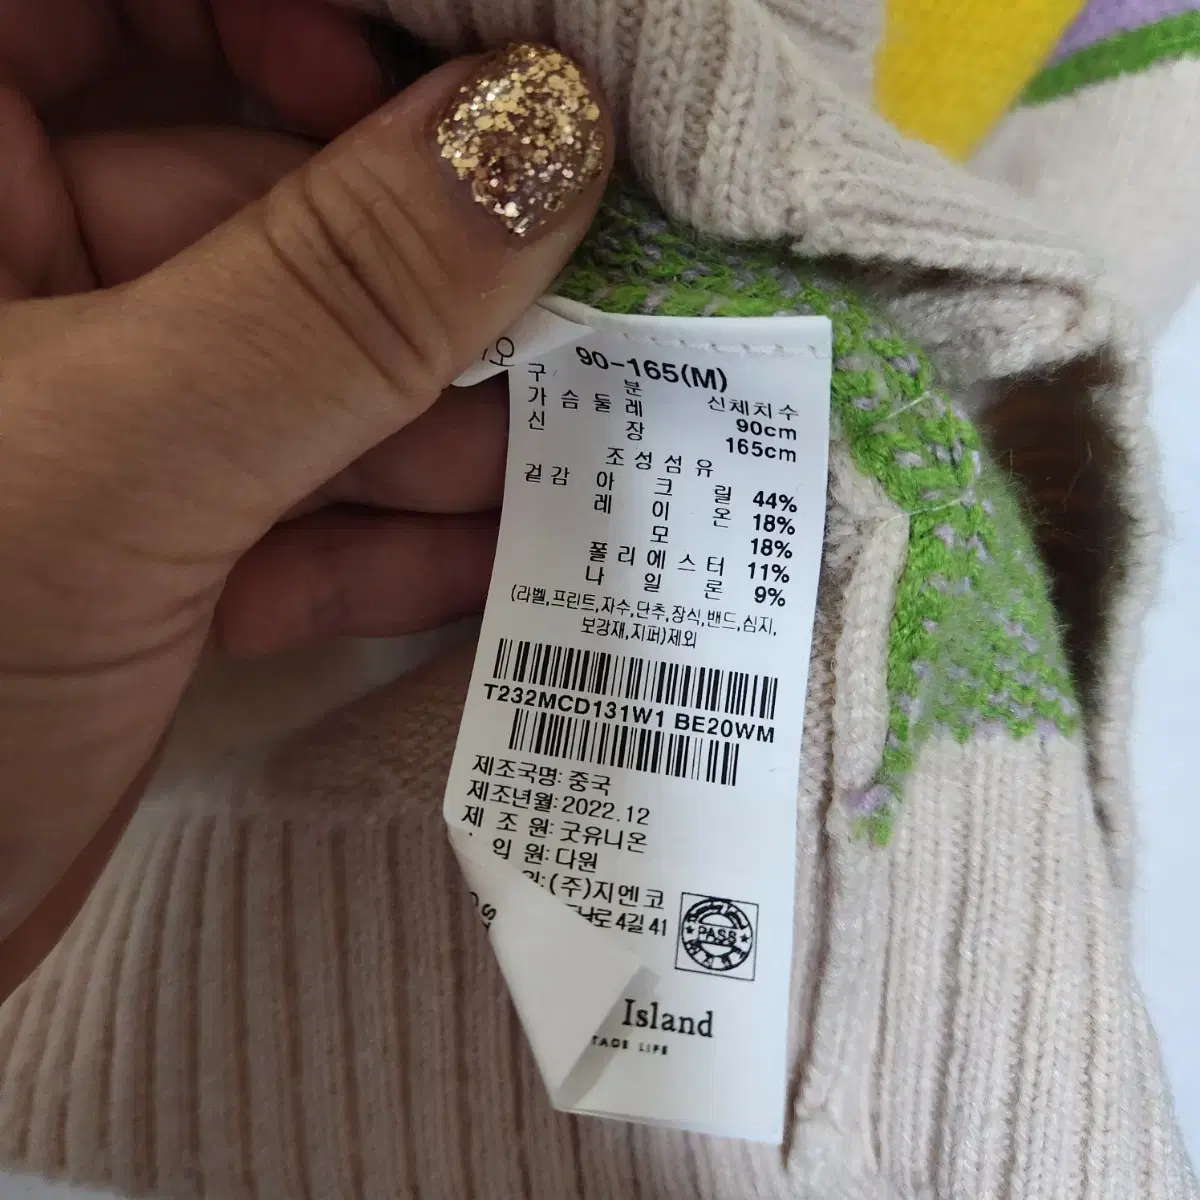 90-165(M)
구 분 신체치수
가슴둘레 90cm
신 장 165cm
조성섬유
겉감 아 크 릴 44%
레 이 온 18%
모 18%
폴리에스터 11%
나 일 론 9%
(라벨,프린트,자수,단추,장식,밴드,심지,
보강재,지퍼)제외
T232MCD131W1 BE20WM
제조국명: 중국
제조년월: 2022.12
제 조 원: 굿유니온
입 원: 다원
원: (주)지엔코
4길 41
PASS
Island
LIFE